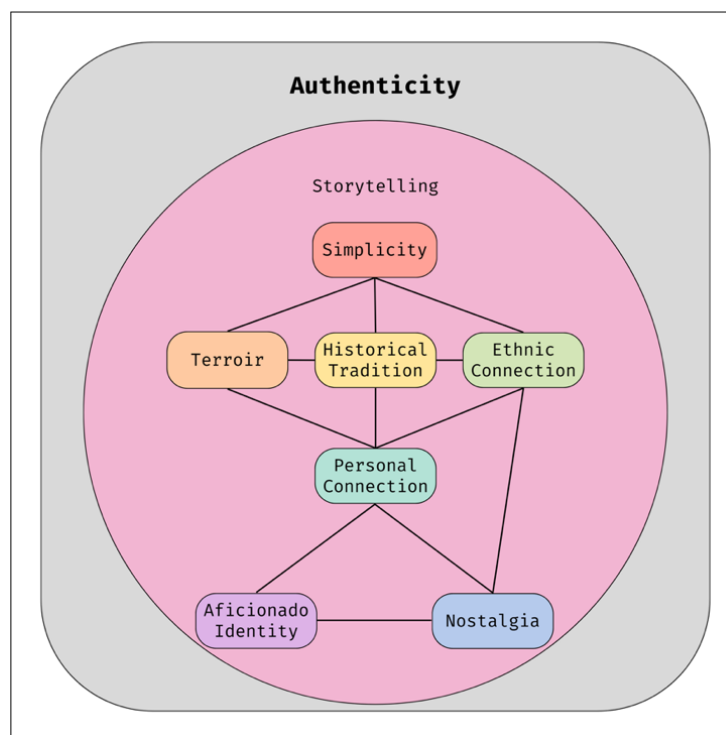 Authenticity
Storytelling
Simplicity
Terroir
Historical
Tradition
Ethnic
Connection
Personal
Connection
Aficionado
Identity
Nostalgia